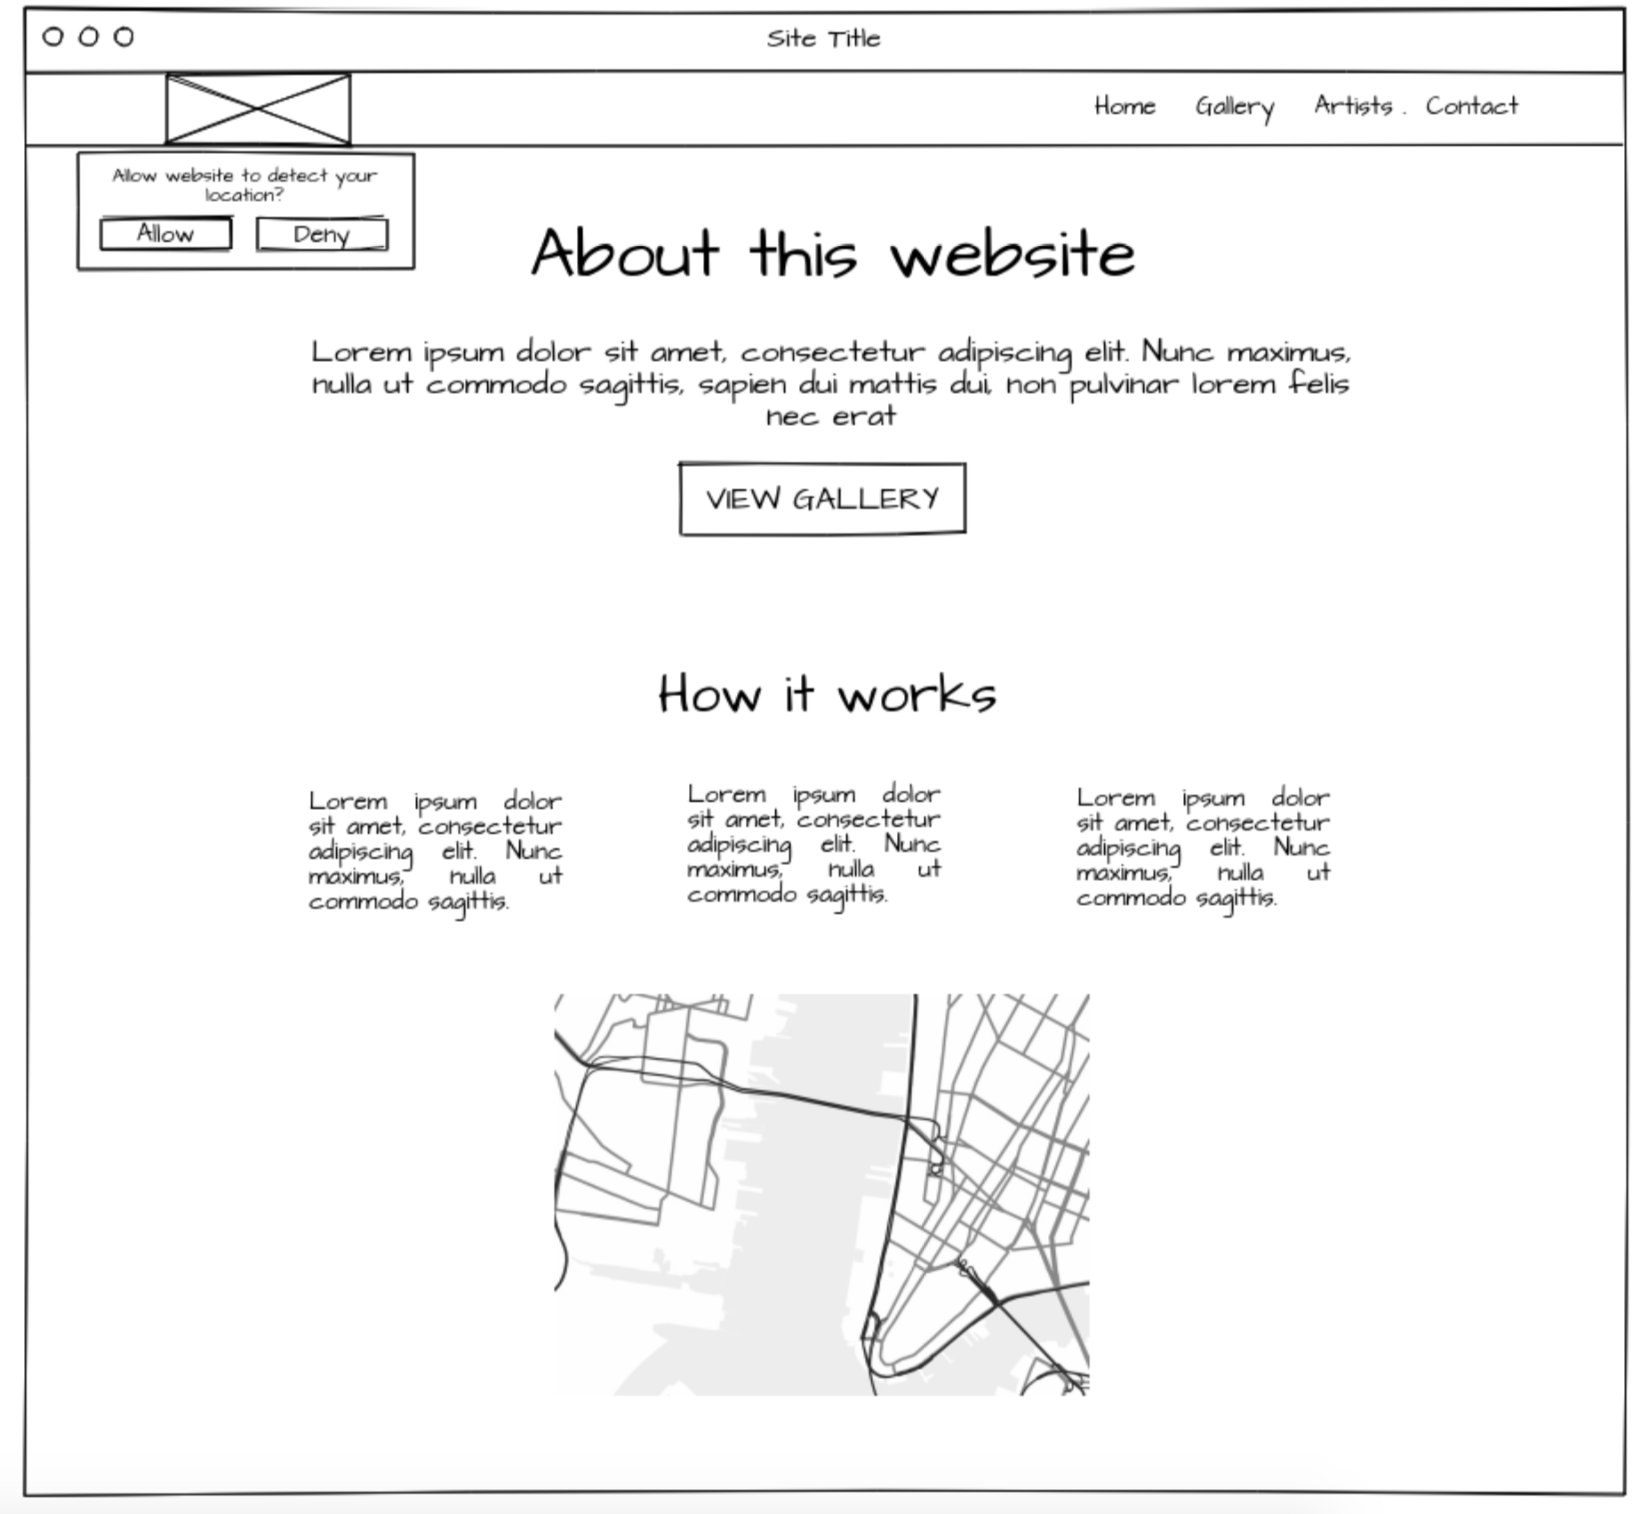 Site Title
Home Gallery Artists . Contact
Allow website to detect your
location?
Allow Deny
About this website
Lorem ipsum dolor sit amet, consectetur adipiscing elit. Nunc maximus,
nulla ut commodo sagittis, sapien dui mattis dui, non pulvinar lorem felis
nec erat
VIEW GALLERY
How it works
Lorem ipsum dolor
sit amet, consectetur
adipiscing elit. Nunc
maximus, nulla ut
commodo sagittis.
Lorem ipsum dolor
sit amet, consectetur
adipiscing elit. Nunc
maximus, nulla ut
commodo sagittis.
Lorem ipsum dolor
sit amet, consectetur
adipiscing elit. Nunc
maximus, nulla ut
commodo sagittis.